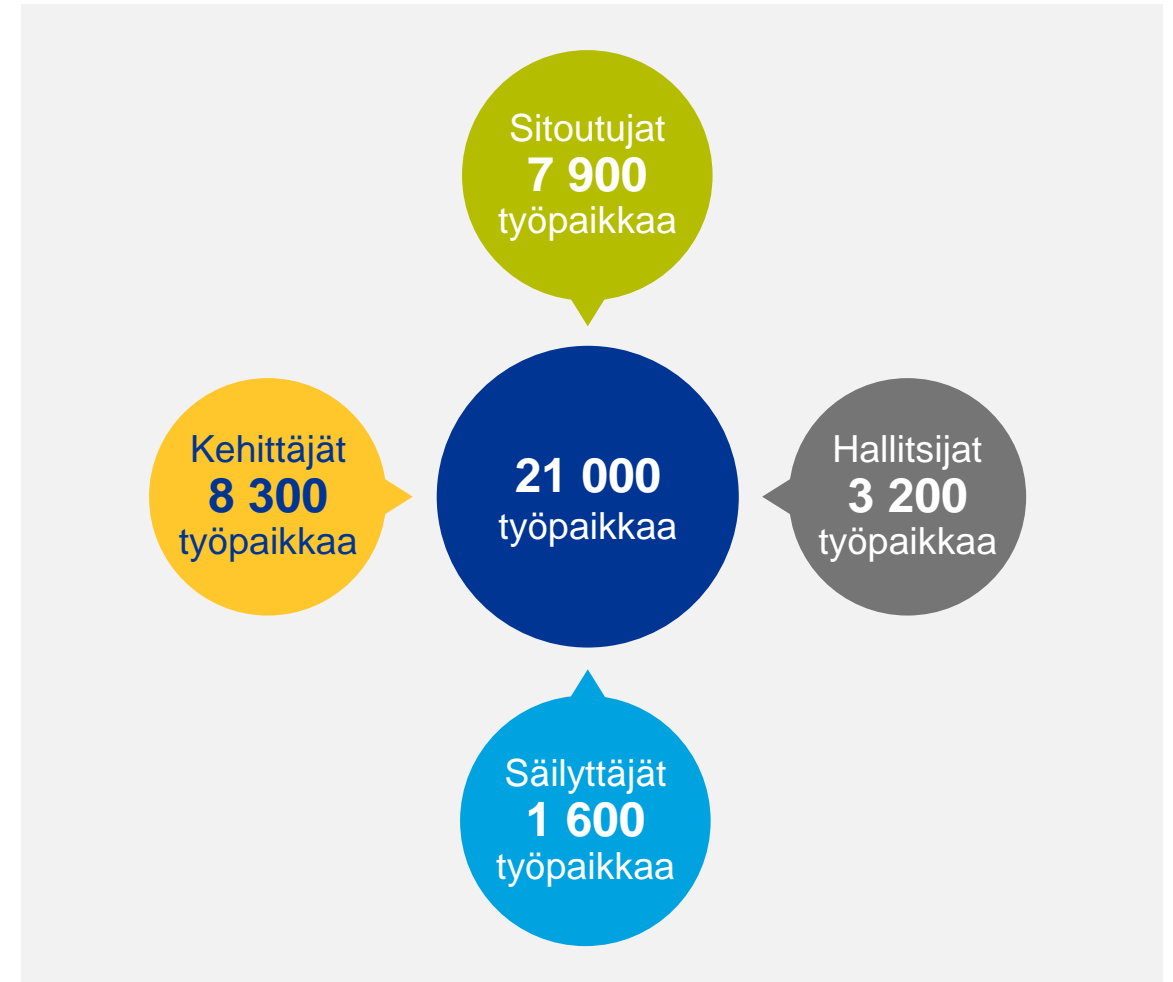 Sitoutujat
7 900
työpaikkaa
Kehittäjät
8 300
työpaikkaa
21 000
työpaikkaa
Hallitsijat
3 200
työpaikkaa
Säilyttäjät
1 600
työpaikkaa